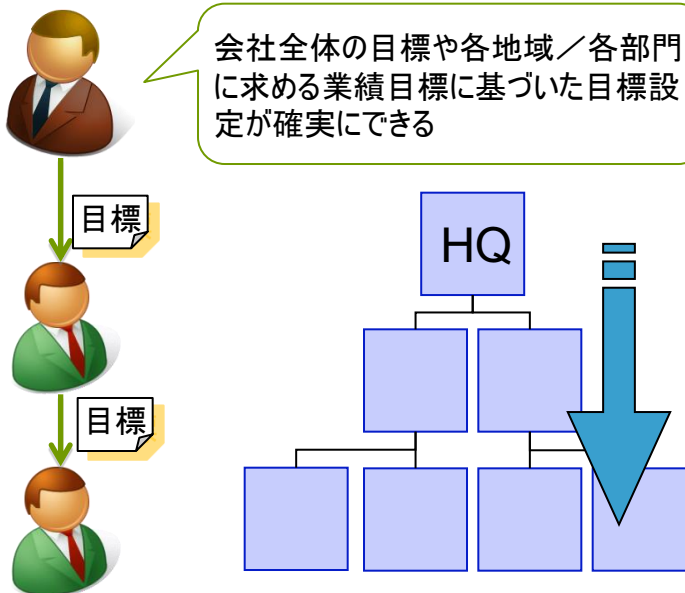 会社全体の目標や各地域／各部門
に求める業績目標に基づいた目標設
定が確実にできる
目標
HQ
目標